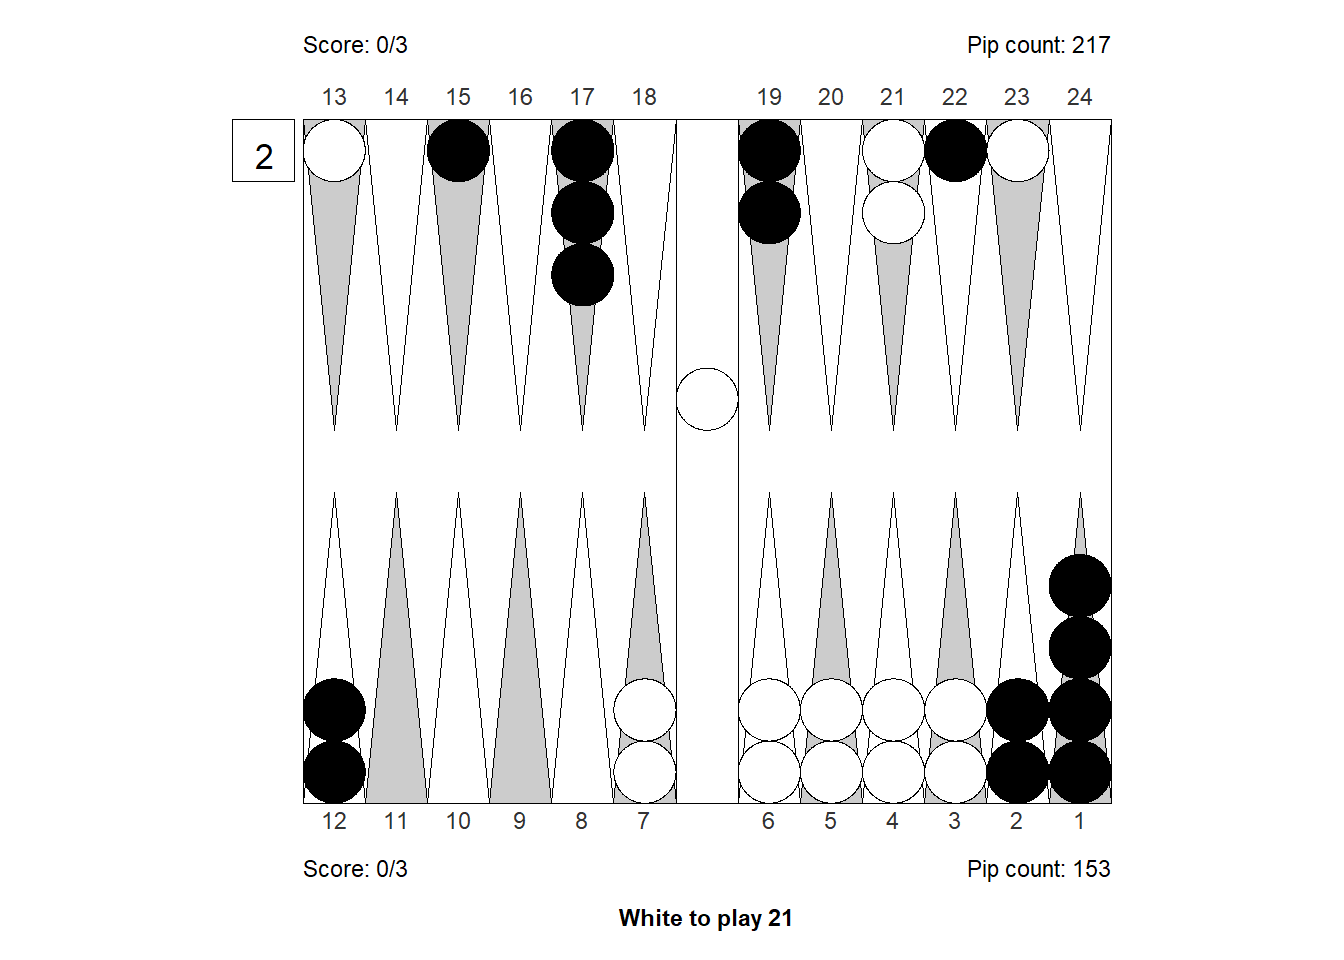 Score: 0/3 Pip count: 217
13 14 15 16 17 18 19 20 21 22 23 24
2
12 11 10 9 8 7 6 5 4 3 2 1
Score: 0/3 Pip count: 153
White to play 21